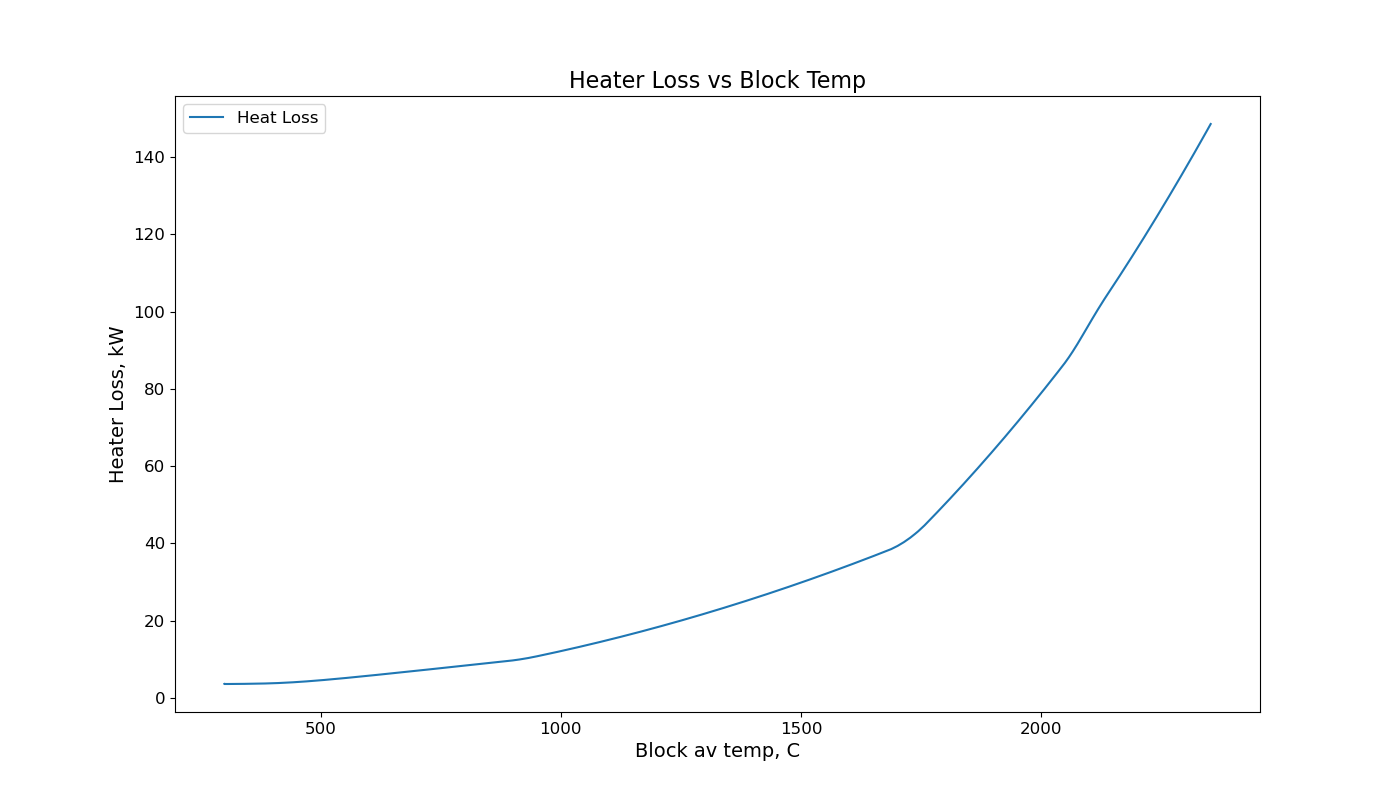 Heater Loss vs Block Temp
Heat Loss
140
120
100
80
60
40
20
0
Heater Loss, kW
500 1000 1500 2000
Block av temp, C